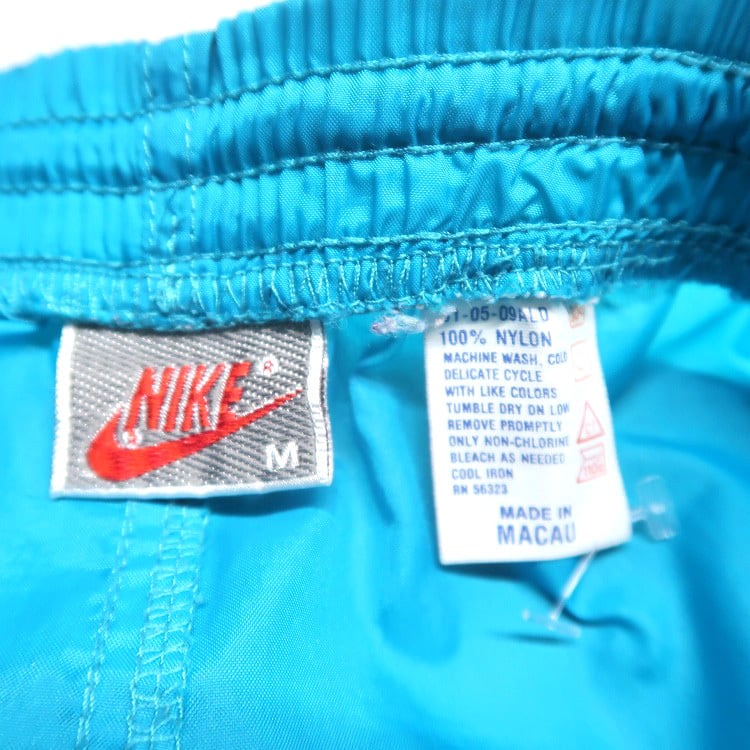 NIKE®
M
100% NYLON
MACHINE WASH, COLD
DELICATE CYCLE
WITH LIKE COLORS
TUMBLE DRY ON LOW
REMOVE PROMPTLY
ONLY NON-CHLORINE
BLEACH AS NEEDED
COOL IRON
RN 56323
MADE IN
MACAU